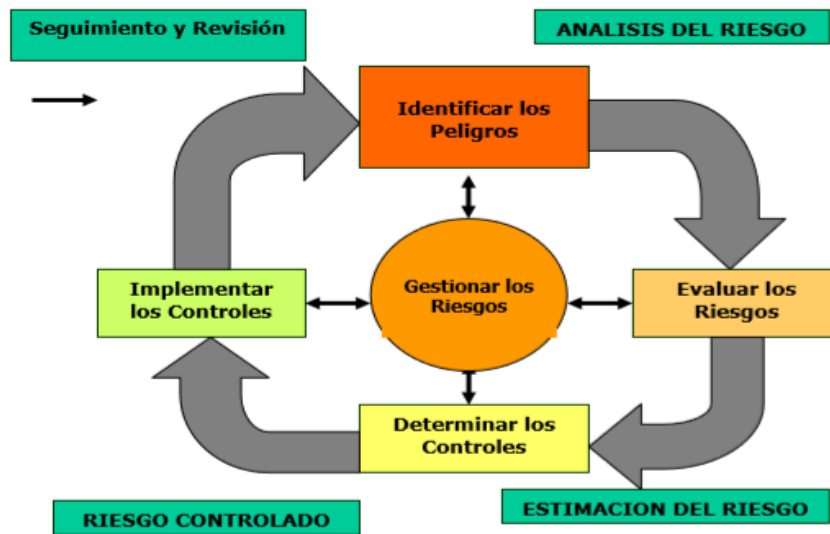 Seguimiento y Revisión
ANALISIS DEL RIESGO
Identificar los
Peligros
Implementar
los Controles
Gestionar los
Riesgos
Evaluar los
Riesgos
Determinar los
Controles
RIESGO CONTROLADO
ESTIMACION DEL RIESGO